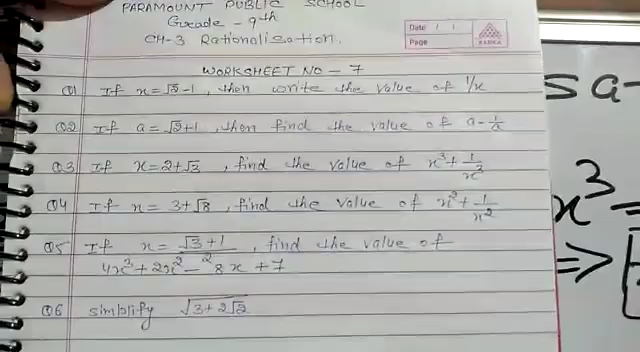 PARAMOUNT PUBLIC SCHOOL
Grade - 9th
CH-3 Rationalisation.
Date / /
Page
WORKSHEET NO - 7
Q1 If x = √2-1, then write the value of 1/x
Q2 If a = √2+1, then find the value of a - 1/a
Q3 If x = 2+√3, find the value of x³ + 1/x³
Q4 If x = 3+√8, find the value of x² + 1/x²
Q5 If x = (√3+1)/2, find the value of
4x³ + 2x² - 8x + 7
Q6 simplify √3+2√2
s a-
x³ =
=>